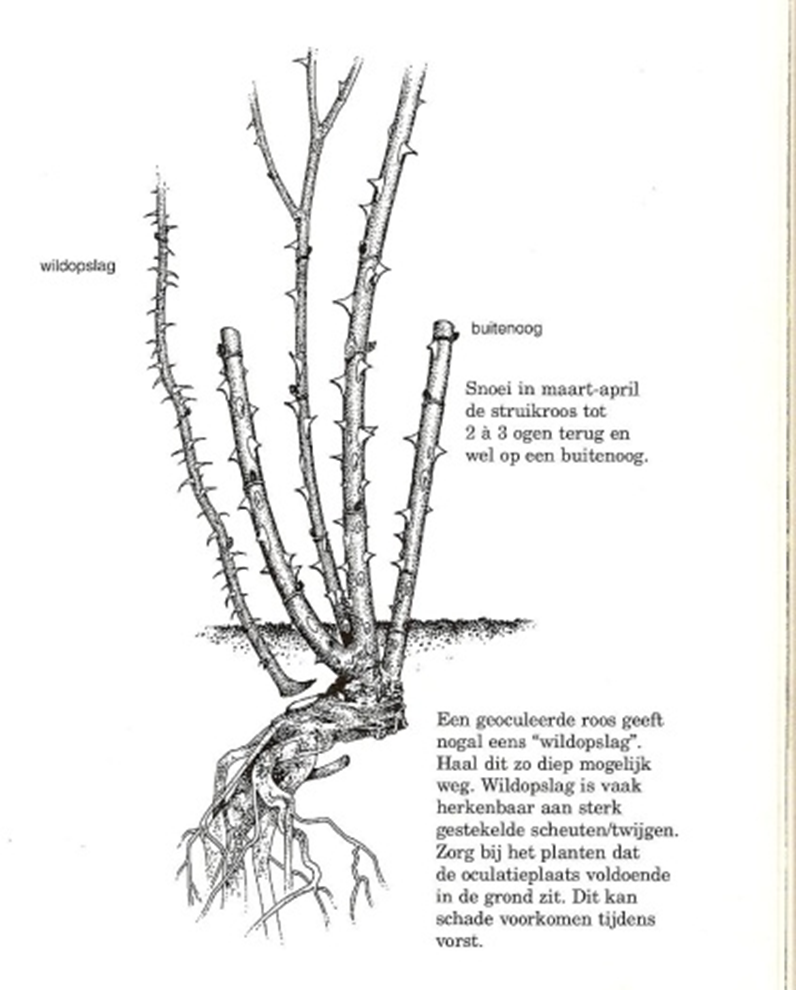 wildopslag
buitenoog
Snoei in maart-april
de struikroos tot
2 à 3 ogen terug en
wel op een buitenoog.
Een geoculeerde roos geeft
nogal eens "wildopslag".
Haal dit zo diep mogelijk
weg. Wildopslag is vaak
herkenbaar aan sterk
gestekelde scheuten/twijgen.
Zorg bij het planten dat
de oculatieplaats voldoende
in de grond zit. Dit kan
schade voorkomen tijdens
vorst.